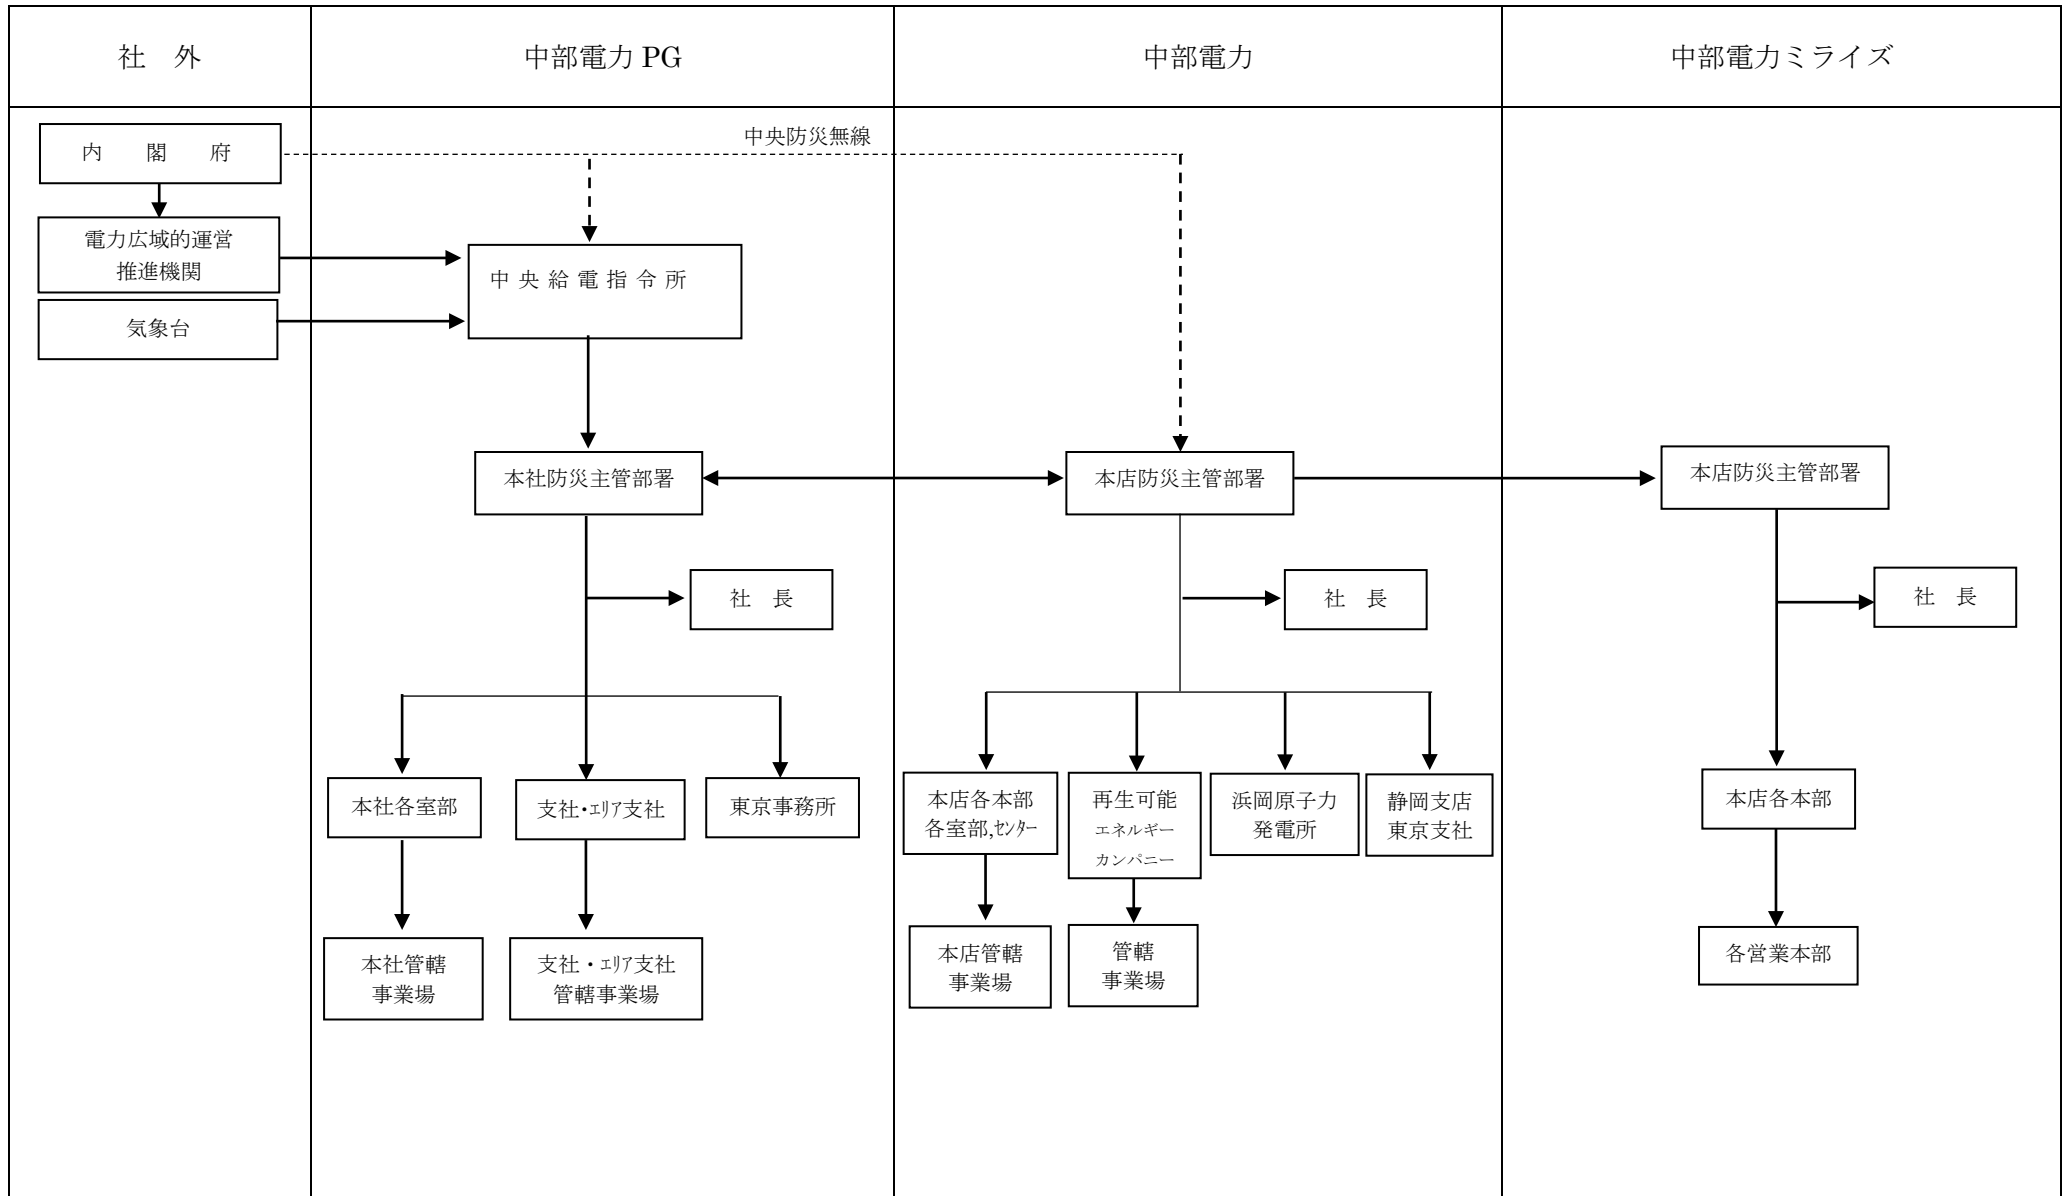 社　外
中部電力 PG
中部電力
中部電力ミライズ
中央防災無線
内　　閣　　府
電力広域的運営
推進機関
気象台
中 央 給 電 指 令 所
本社防災主管部署
本店防災主管部署
本店防災主管部署
社　長
社　長
社　長
本社各室部
支社・ｴﾘｱ支社
東京事務所
本店各本部
各室部,ｾﾝﾀｰ
再生可能
エネルギー
カンパニー
浜岡原子力
発電所
静岡支店
東京支社
本店各本部
本社管轄
事業場
支社・ｴﾘｱ支社
管轄事業場
本店管轄
事業場
管轄
事業場
各営業本部